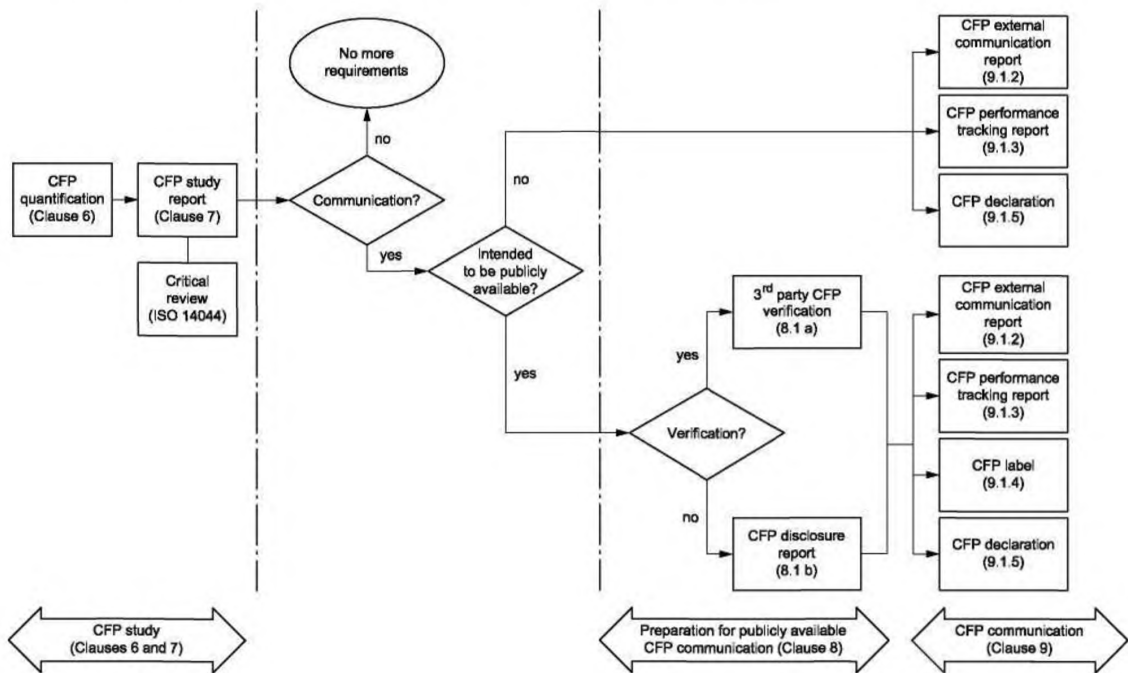 CFP
quantification
(Clause 6)
CFP study
report
(Clause 7)
Critical
review
(ISO 14044)
No more
requirements
no
Communication?
yes
Intended
to be publicly
available?
no
yes
3rd party CFP
verification
(8.1 a)
yes
Verification?
no
CFP disclosure
report
(8.1 b)
CFP external
communication
report
(9.1.2)
CFP performance
tracking report
(9.1.3)
CFP declaration
(9.1.5)
CFP external
communication
report
(9.1.2)
CFP performance
tracking report
(9.1.3)
CFP label
(9.1.4)
CFP declaration
(9.1.5)
CFP study
(Clauses 6 and 7)
Preparation for publicly available
CFP communication (Clause 8)
CFP communication
(Clause 9)